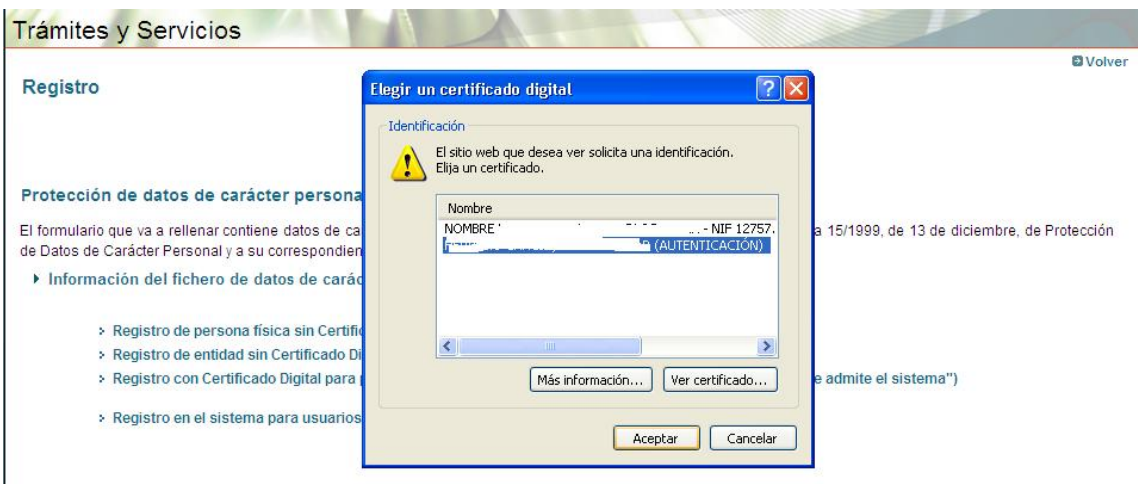 Trámites y Servicios
Volver
Registro
Protección de datos de carácter persona
El formulario que va a rellenar contiene datos de ca
a 15/1999, de 13 de diciembre, de Protección
de Datos de Carácter Personal y a su correspondien
Información del fichero de datos de carác
Registro de persona física sin Certific
Registro de entidad sin Certificado Di
Registro con Certificado Digital para p
e admite el sistema")
Registro en el sistema para usuarios
Elegir un certificado digital
Identificación
El sitio web que desea ver solicita una identificación.
Elija un certificado.
Nombre
NOMBRE - NIF 12757.
(AUTENTICACIÓN)
Más información...
Ver certificado...
Aceptar
Cancelar